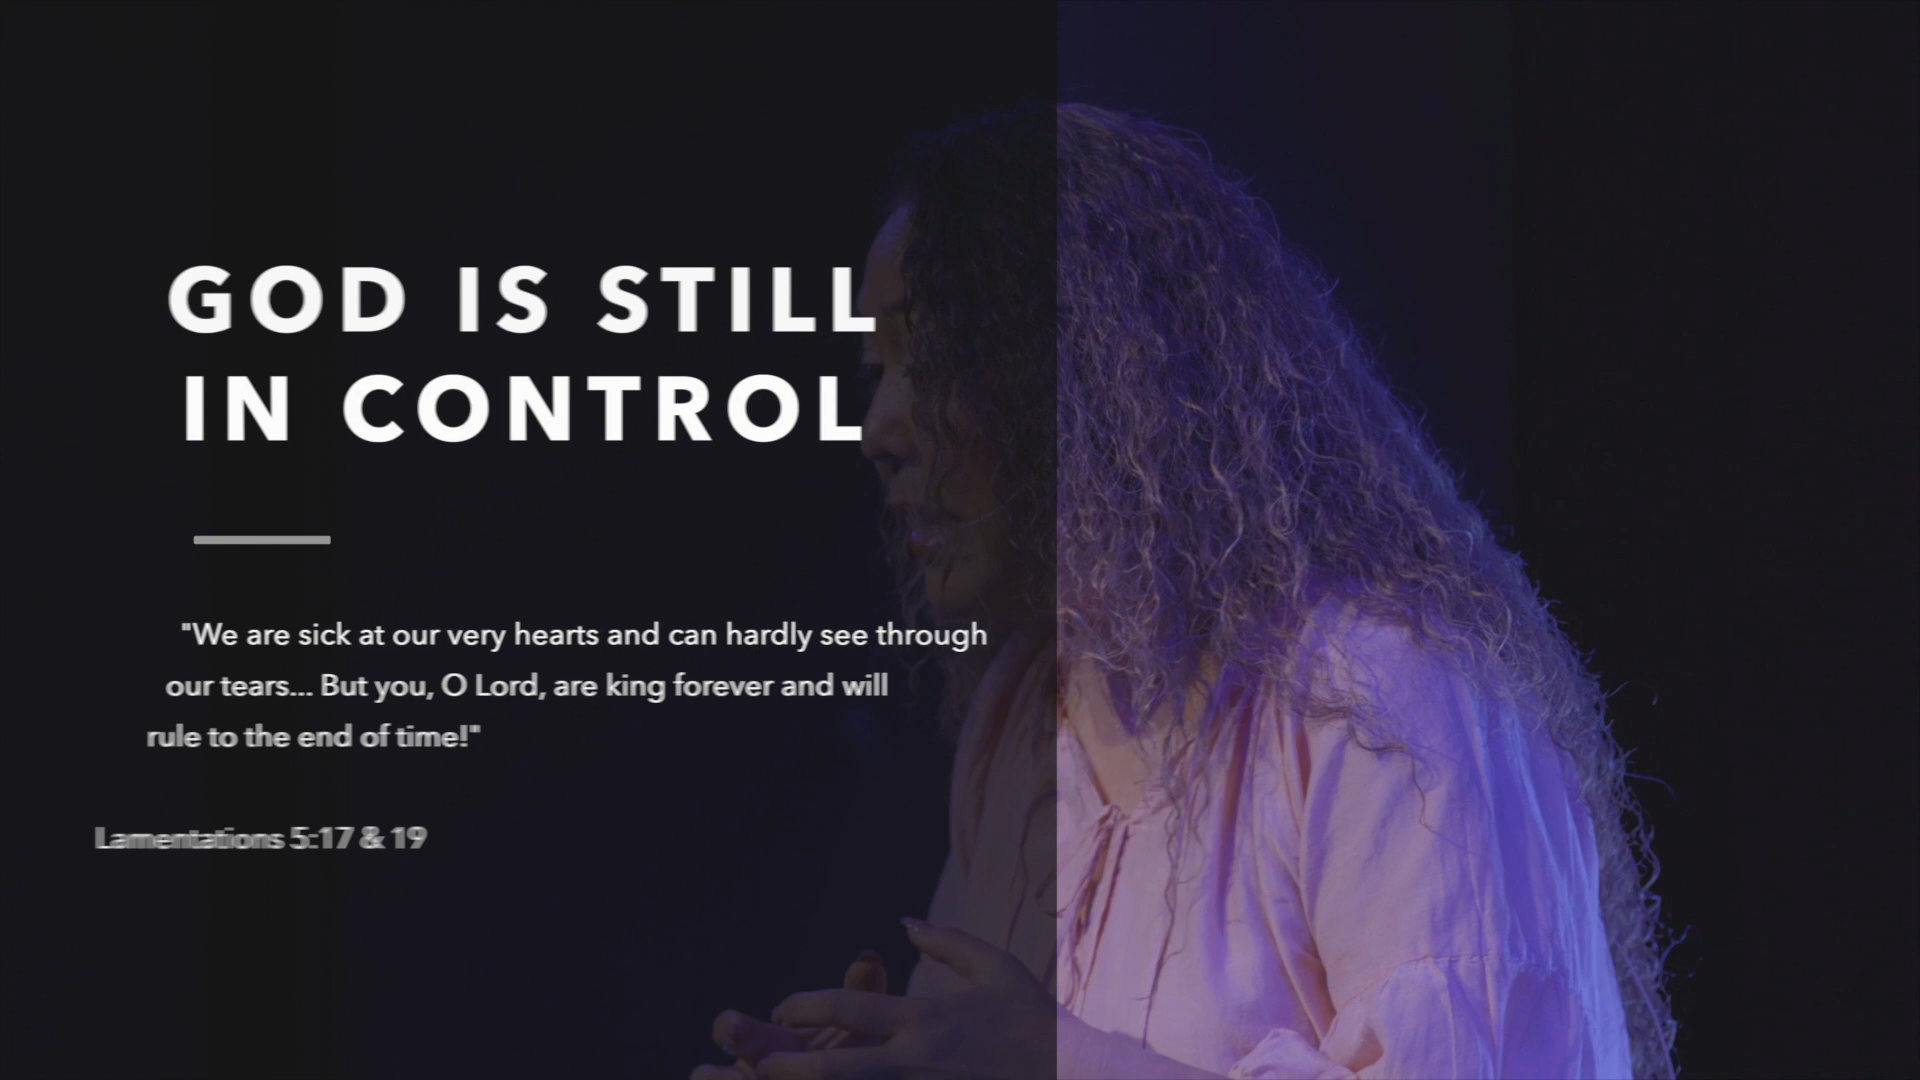 GOD IS STILL
IN CONTROL
"We are sick at our very hearts and can hardly see through
our tears... But you, O Lord, are king forever and will
rule to the end of time!"
Lamentations 5:17 & 19